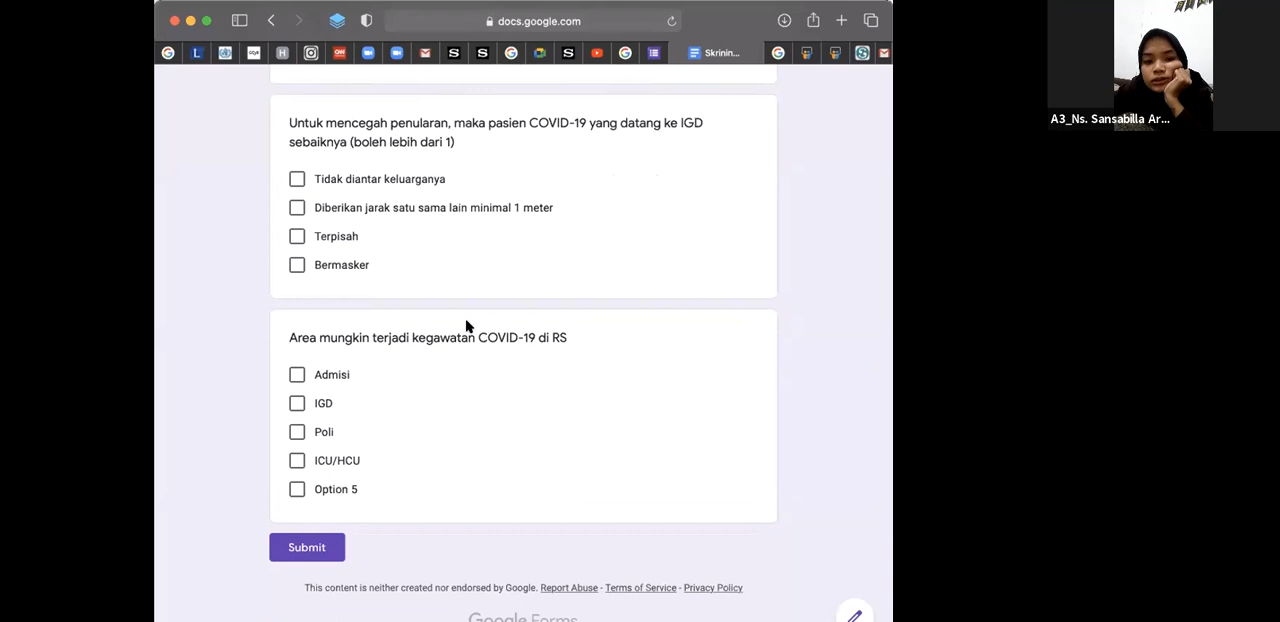 docs.google.com
Skrinin...
A3_Ns. Sansabilla Ar...
Untuk mencegah penularan, maka pasien COVID-19 yang datang ke IGD
sebaiknya (boleh lebih dari 1)
Tidak diantar keluarganya
Diberikan jarak satu sama lain minimal 1 meter
Terpisah
Bermasker
Area mungkin terjadi kegawatan COVID-19 di RS
Admisi
IGD
Poli
ICU/HCU
Option 5
Submit
This content is neither created nor endorsed by Google. Report Abuse - Terms of Service - Privacy Policy
Google Forms